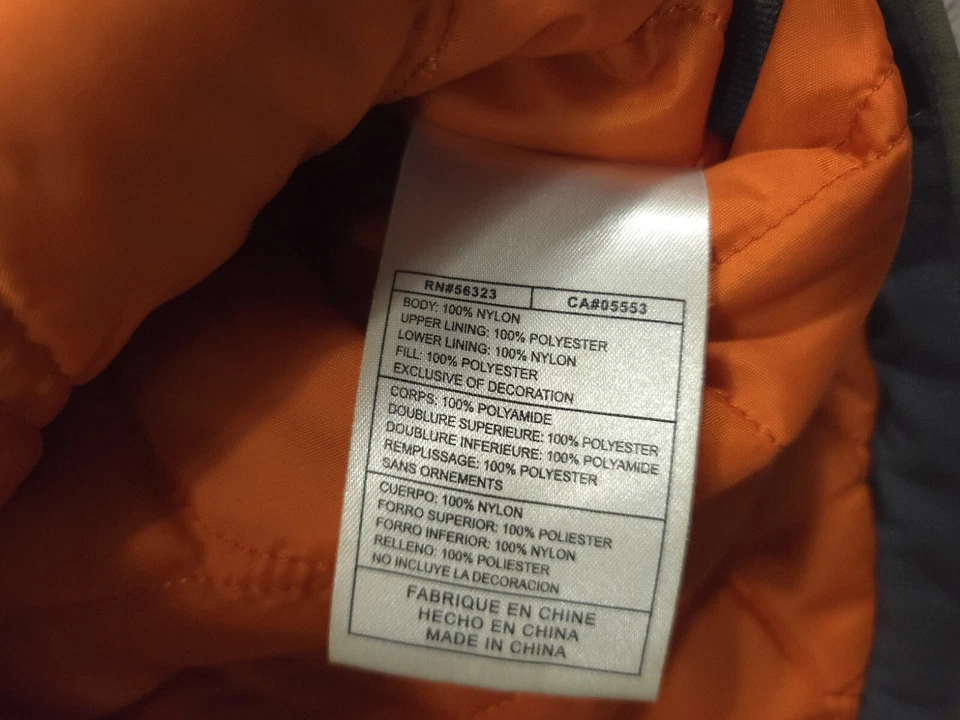 RN#56323 CA#05553
BODY: 100% NYLON
UPPER LINING: 100% POLYESTER
LOWER LINING: 100% NYLON
FILL: 100% POLYESTER
EXCLUSIVE OF DECORATION
CORPS: 100% POLYAMIDE
DOUBLURE SUPERIEURE: 100% POLYESTER
DOUBLURE INFERIEURE: 100% POLYAMIDE
REMPLISSAGE: 100% POLYESTER
SANS ORNEMENTS
CUERPO: 100% NYLON
FORRO SUPERIOR: 100% POLIESTER
FORRO INFERIOR: 100% NYLON
RELLENO: 100% POLIESTER
NO INCLUYE LA DECORACION
FABRIQUE EN CHINE
HECHO EN CHINA
MADE IN CHINA